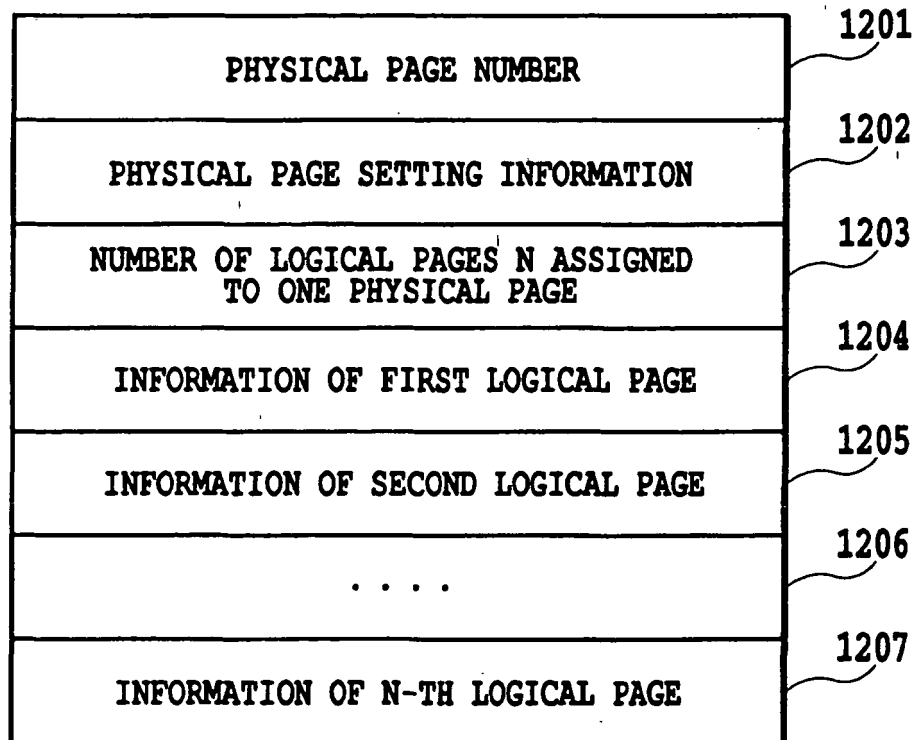 1201
PHYSICAL PAGE NUMBER
1202
PHYSICAL PAGE SETTING INFORMATION
1203
NUMBER OF LOGICAL PAGES N ASSIGNED
TO ONE PHYSICAL PAGE
1204
INFORMATION OF FIRST LOGICAL PAGE
1205
INFORMATION OF SECOND LOGICAL PAGE
1206
. . . .
1207
INFORMATION OF N-TH LOGICAL PAGE